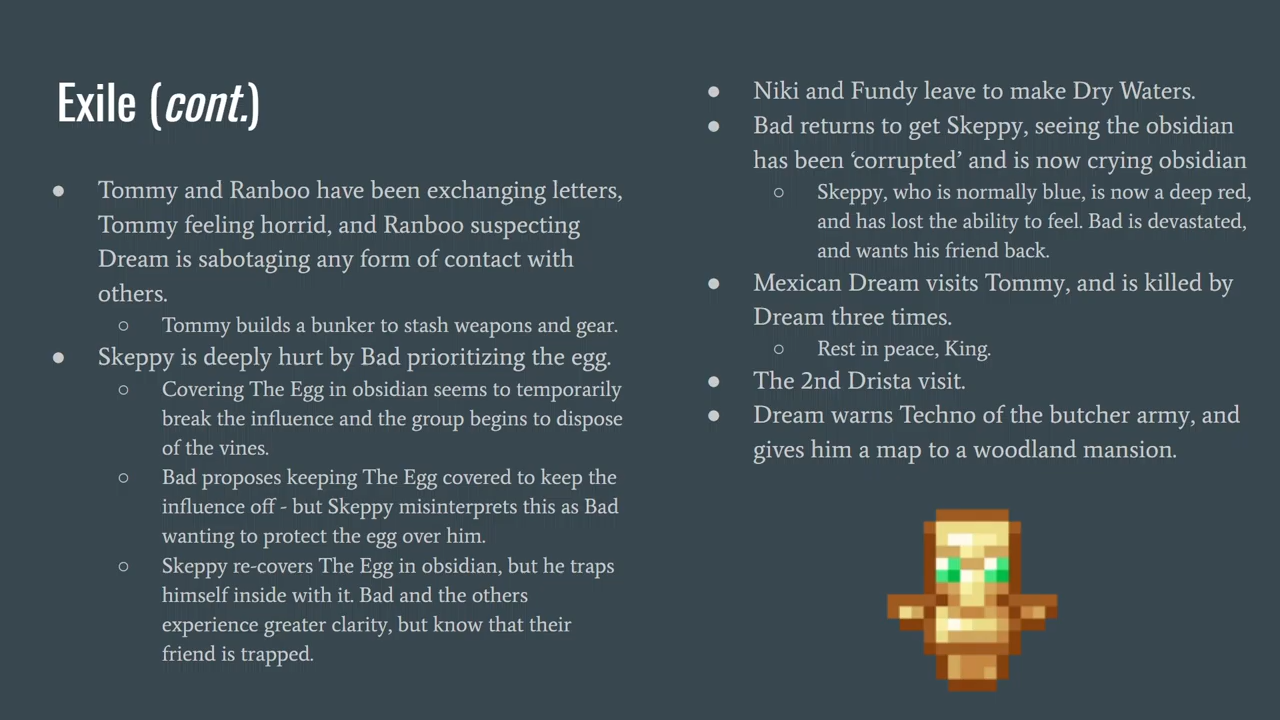 Exile (cont.)
● Tommy and Ranboo have been exchanging letters,
Tommy feeling horrid, and Ranboo suspecting
Dream is sabotaging any form of contact with
others.
○ Tommy builds a bunker to stash weapons and gear.
● Skeppy is deeply hurt by Bad prioritizing the egg.
○ Covering The Egg in obsidian seems to temporarily
break the influence and the group begins to dispose
of the vines.
○ Bad proposes keeping The Egg covered to keep the
influence off - but Skeppy misinterprets this as Bad
wanting to protect the egg over him.
○ Skeppy re-covers The Egg in obsidian, but he traps
himself inside with it. Bad and the others
experience greater clarity, but know that their
friend is trapped.
● Niki and Fundy leave to make Dry Waters.
● Bad returns to get Skeppy, seeing the obsidian
has been ‘corrupted’ and is now crying obsidian
○ Skeppy, who is normally blue, is now a deep red,
and has lost the ability to feel. Bad is devastated,
and wants his friend back.
● Mexican Dream visits Tommy, and is killed by
Dream three times.
○ Rest in peace, King.
● The 2nd Drista visit.
● Dream warns Techno of the butcher army, and
gives him a map to a woodland mansion.